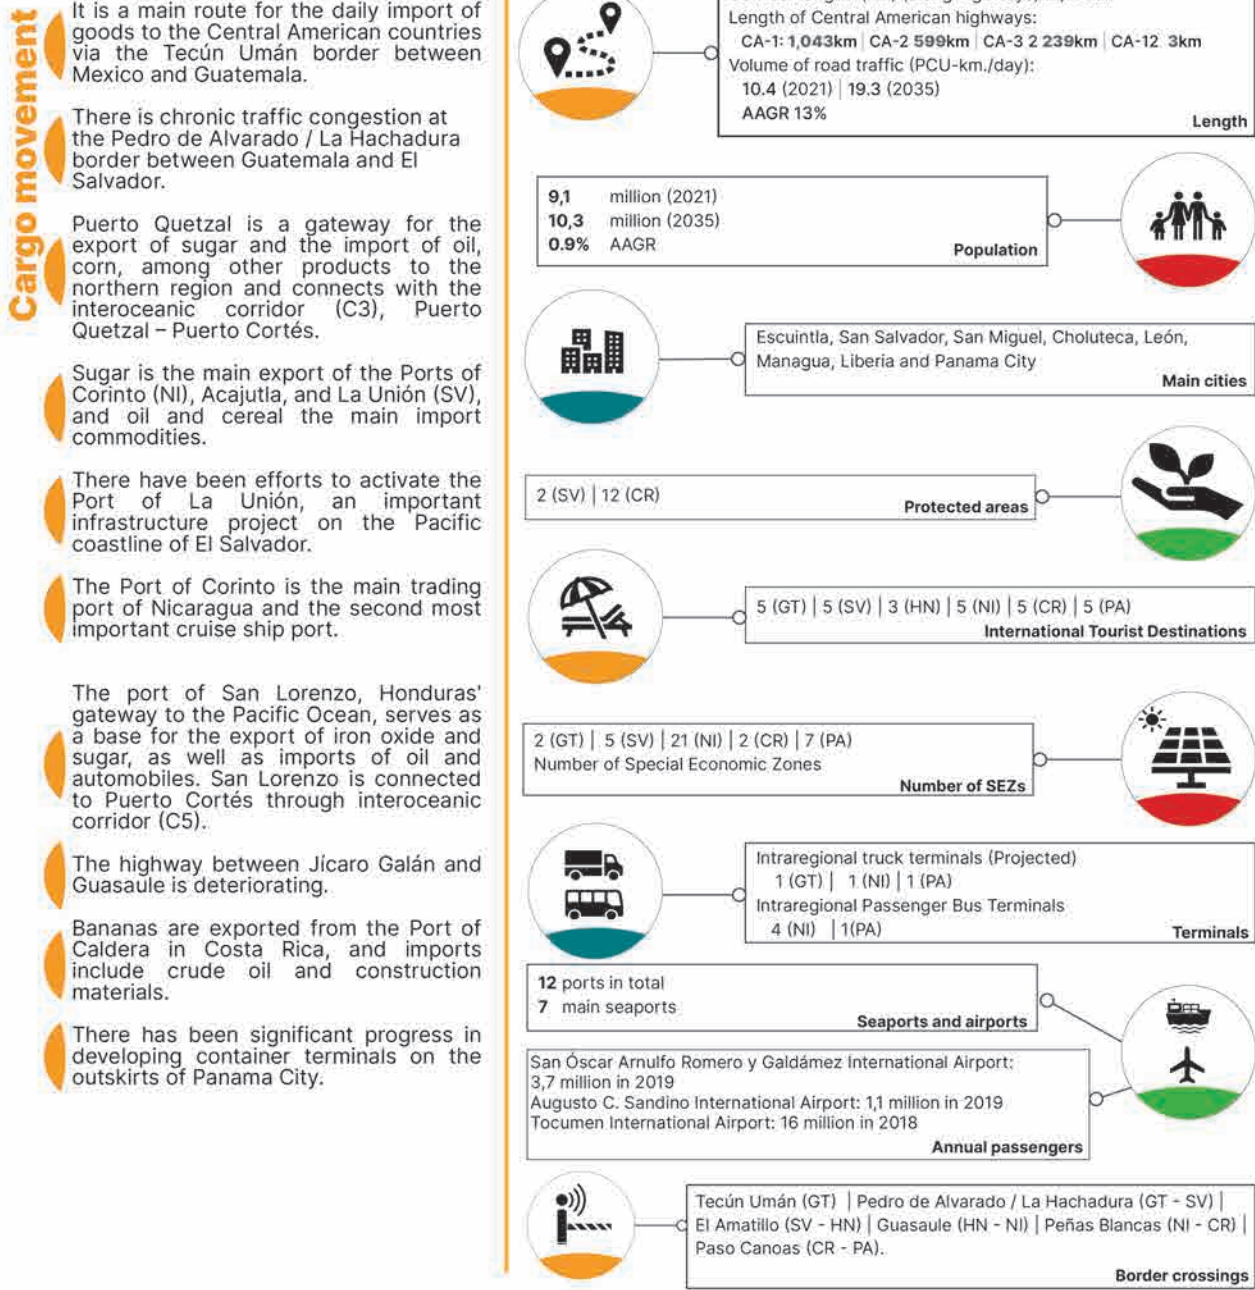 Cargo movement
It is a main route for the daily import of
goods to the Central American countries
via the Tecún Umán border between
Mexico and Guatemala.
There is chronic traffic congestion at
the Pedro de Alvarado / La Hachadura
border between Guatemala and El
Salvador.
Puerto Quetzal is a gateway for the
export of sugar and the import of oil,
corn, among other products to the
northern region and connects with the
interoceanic corridor (C3), Puerto
Quetzal – Puerto Cortés.
Sugar is the main export of the Ports of
Corinto (NI), Acajutla, and La Unión (SV),
and oil and cereal the main import
commodities.
There have been efforts to activate the
Port of La Unión, an important
infrastructure project on the Pacific
coastline of El Salvador.
The Port of Corinto is the main trading
port of Nicaragua and the second most
important cruise ship port.
The port of San Lorenzo, Honduras'
gateway to the Pacific Ocean, serves as
a base for the export of iron oxide and
sugar, as well as imports of oil and
automobiles. San Lorenzo is connected
to Puerto Cortés through interoceanic
corridor (C5).
The highway between Jícaro Galán and
Guasaule is deteriorating.
Bananas are exported from the Port of
Caldera in Costa Rica, and imports
include crude oil and construction
materials.
There has been significant progress in
developing container terminals on the
outskirts of Panama City.
Length of Central American highways:
CA-1: 1,043km | CA-2 599km | CA-3 2 239km | CA-12 3km
Volume of road traffic (PCU-km./day):
10.4 (2021) | 19.3 (2035)
AAGR 13%
Length
9,1 million (2021)
10,3 million (2035)
0.9% AAGR
Population
Escuintla, San Salvador, San Miguel, Choluteca, León,
Managua, Liberia and Panama City
Main cities
2 (SV) | 12 (CR)
Protected areas
5 (GT) | 5 (SV) | 3 (HN) | 5 (NI) | 5 (CR) | 5 (PA)
International Tourist Destinations
2 (GT) | 5 (SV) | 21 (NI) | 2 (CR) | 7 (PA)
Number of Special Economic Zones
Number of SEZs
Intraregional truck terminals (Projected)
1 (GT) | 1 (NI) | 1 (PA)
Intraregional Passenger Bus Terminals
4 (NI) | 1(PA)
Terminals
12 ports in total
7 main seaports
Seaports and airports
San Óscar Arnulfo Romero y Galdámez International Airport:
3,7 million in 2019
Augusto C. Sandino International Airport: 1,1 million in 2019
Tocumen International Airport: 16 million in 2018
Annual passengers
Tecún Umán (GT) | Pedro de Alvarado / La Hachadura (GT - SV) |
El Amatillo (SV - HN) | Guasaule (HN - NI) | Peñas Blancas (NI - CR) |
Paso Canoas (CR - PA).
Border crossings